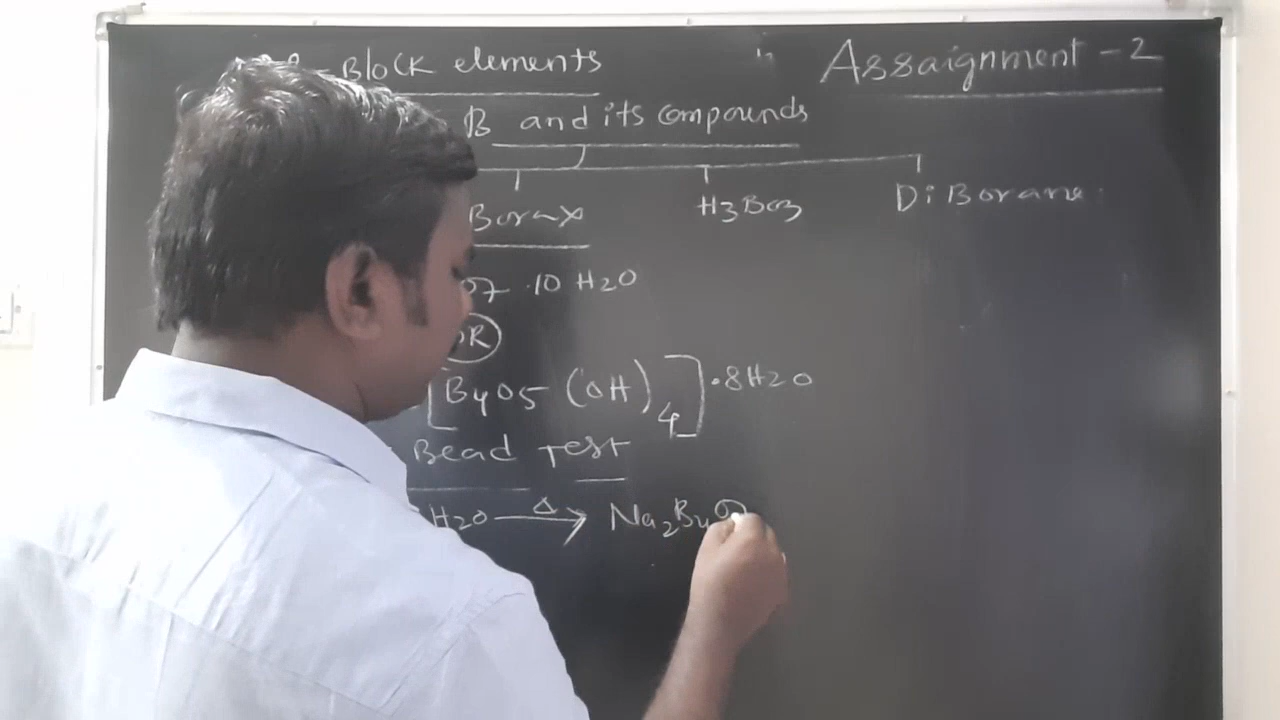 -Block elements
Assaignment -2
B and its compounds
Borax
H3BO3
DiBorane
O7 .10 H2O
OR
[B4O5 (OH)4] .8H2O
Bead Test
H2O Δ→ Na2B4O